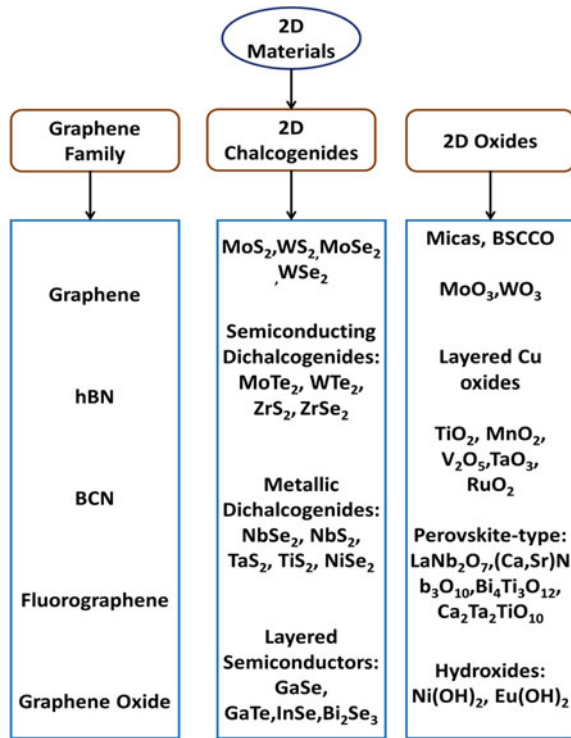 2D
Materials
Graphene
Family
2D
Chalcogenides
2D Oxides
Graphene
hBN
BCN
Fluorographene
Graphene Oxide
MoS₂,WS₂,MoSe₂
,WSe₂
Semiconducting
Dichalcogenides:
MoTe₂, WTe₂,
ZrS₂, ZrSe₂
Metallic
Dichalcogenides:
NbSe₂, NbS₂,
TaS₂, TiS₂, NiSe₂
Layered
Semiconductors:
GaSe,
GaTe,InSe,Bi₂Se₃
Micas, BSCCO
MoO₃,WO₃
Layered Cu
oxides
TiO₂, MnO₂,
V₂O₅,TaO₃,
RuO₂
Perovskite-type:
LaNb₂O₇,(Ca,Sr)N
b₃O₁₀,Bi₄Ti₃O₁₂,
Ca₂Ta₂TiO₁₀
Hydroxides:
Ni(OH)₂, Eu(OH)₂